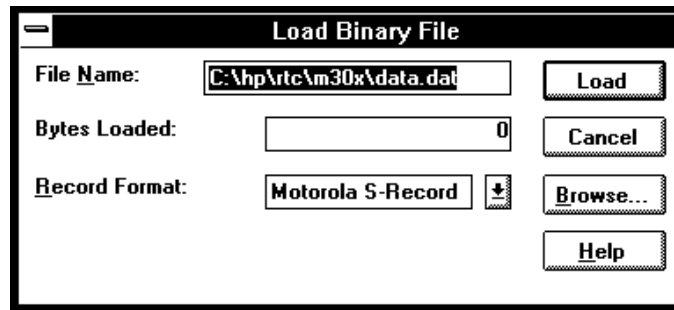 Load Binary File
File Name: C:\hp\rtc\m30x\data.dat Load
Bytes Loaded: 0 Cancel
Record Format: Motorola S-Record Browse...
Help